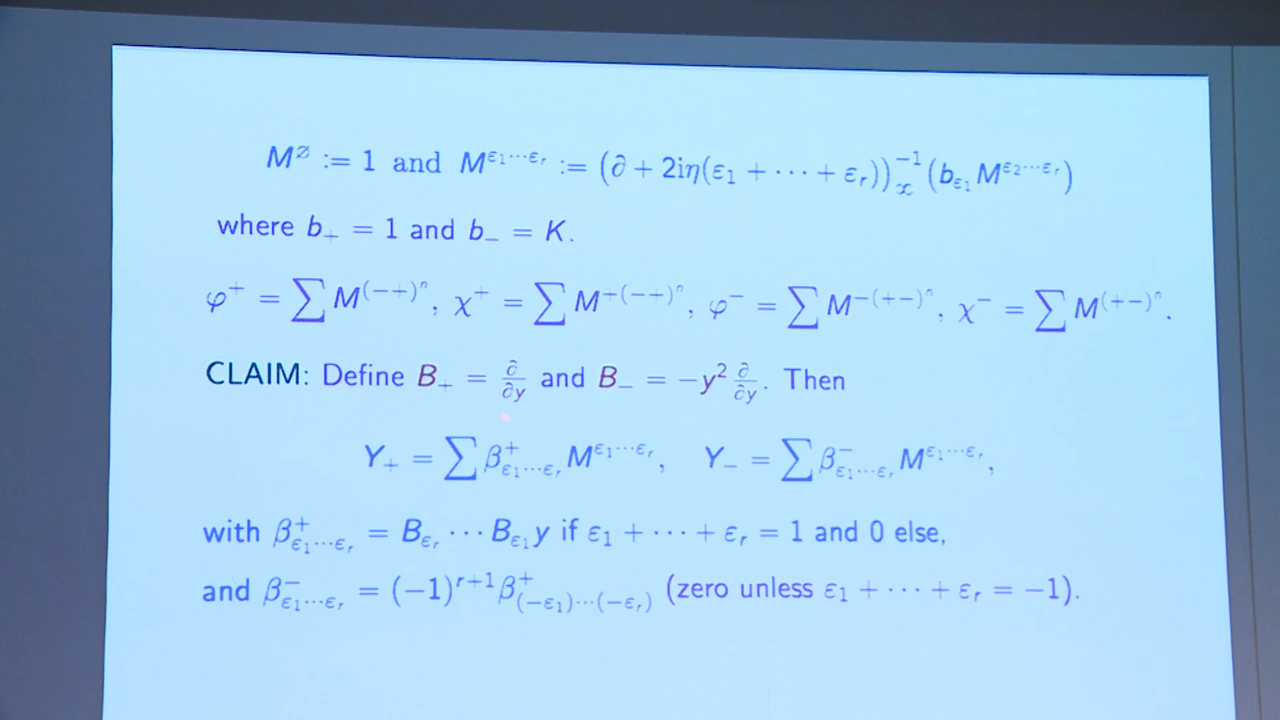 M^∅ := 1 and M^{ε₁⋯ε_r} := (∂ + 2iη(ε₁ + ⋯ + ε_r))_∞^{−1} (b_{ε₁} M^{ε₂⋯ε_r})
where b₊ = 1 and b₋ = K.
φ⁺ = ∑ M^{(−+)^n}, χ⁺ = ∑ M^{+(−+)^n}, φ⁻ = ∑ M^{−(+−)^n}, χ⁻ = ∑ M^{(+−)^n}.
CLAIM: Define B₊ = ∂/∂y and B₋ = −y² ∂/∂y. Then
Y₊ = ∑ β⁺_{ε₁⋯ε_r} M^{ε₁⋯ε_r}, Y₋ = ∑ β⁻_{ε₁⋯ε_r} M^{ε₁⋯ε_r},
with β⁺_{ε₁⋯ε_r} = B_{ε_r} ⋯ B_{ε₁} y if ε₁ + ⋯ + ε_r = 1 and 0 else,
and β⁻_{ε₁⋯ε_r} = (−1)^{r+1} β⁺_{(−ε₁)⋯(−ε_r)} (zero unless ε₁ + ⋯ + ε_r = −1).